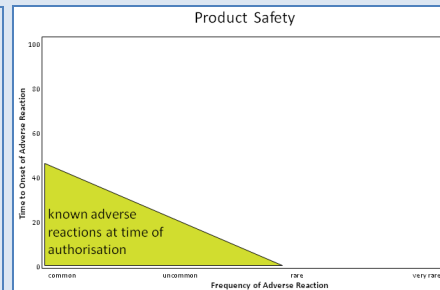 Product Safety
100
80
60
40
20
0
Time to Onset of Adverse Reaction
known adverse
reactions at time of
authorisation
common uncommon rare very rare
Frequency of Adverse Reaction